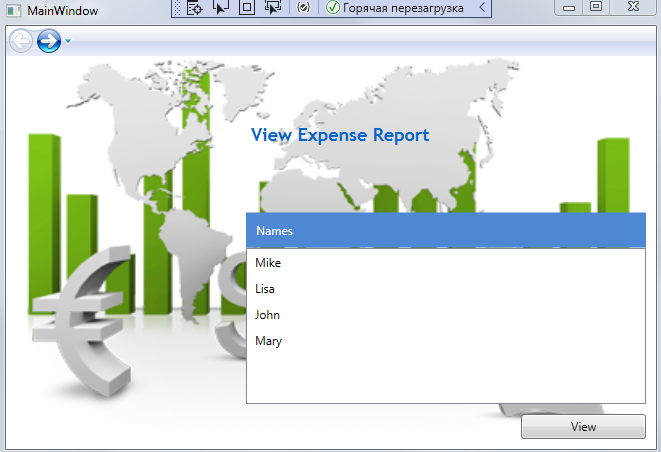 MainWindow
Горячая перезагрузка
View Expense Report
Names
Mike
Lisa
John
Mary
View